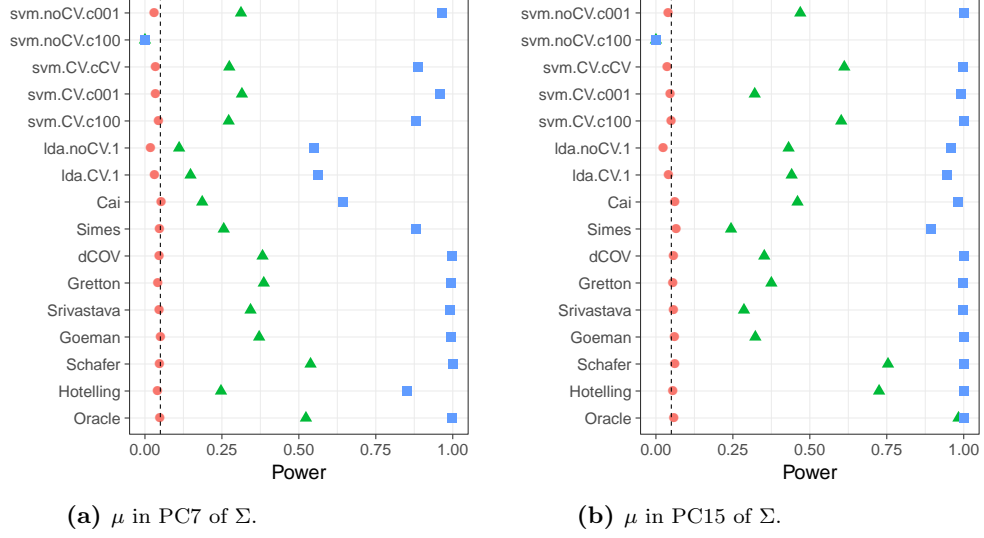 svm.noCV.c001
svm.noCV.c100
svm.CV.cCV
svm.CV.c001
svm.CV.c100
lda.noCV.1
lda.CV.1
Cai
Simes
dCOV
Gretton
Srivastava
Goeman
Schafer
Hotelling
Oracle
0.00 0.25 0.50 0.75 1.00
Power
(a) μ in PC7 of Σ.
svm.noCV.c001
svm.noCV.c100
svm.CV.cCV
svm.CV.c001
svm.CV.c100
lda.noCV.1
lda.CV.1
Cai
Simes
dCOV
Gretton
Srivastava
Goeman
Schafer
Hotelling
Oracle
0.00 0.25 0.50 0.75 1.00
Power
(b) μ in PC15 of Σ.